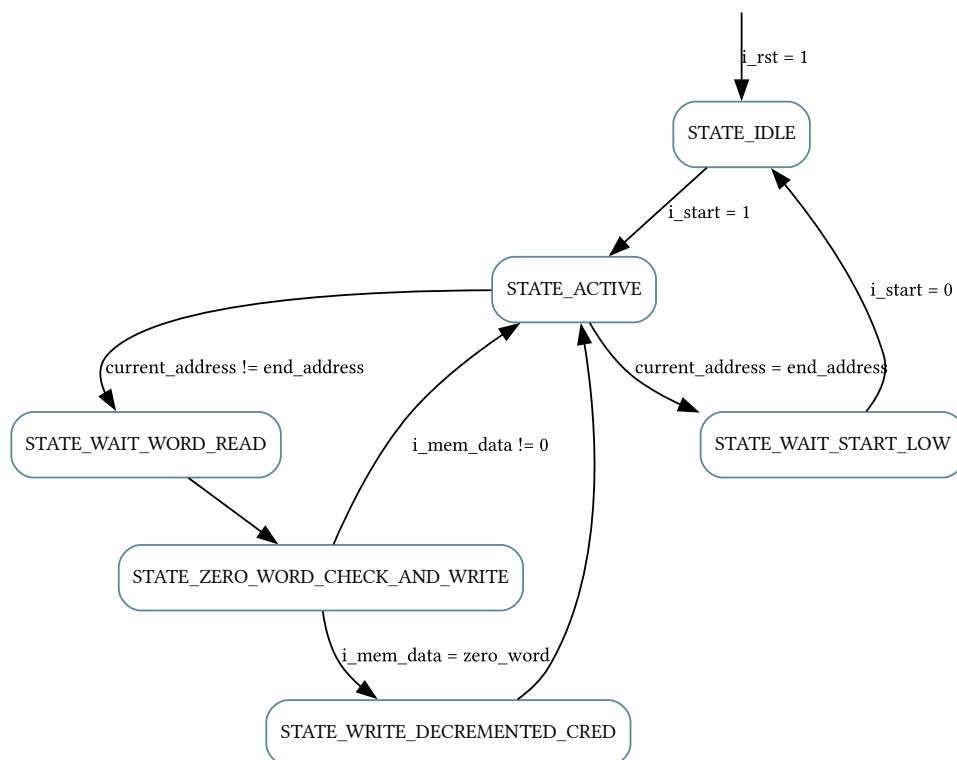 i_rst = 1
STATE_IDLE
i_start = 1
STATE_ACTIVE
i_start = 0
current_address != end_address
current_address = end_address
STATE_WAIT_WORD_READ
i_mem_data != 0
STATE_WAIT_START_LOW
STATE_ZERO_WORD_CHECK_AND_WRITE
i_mem_data = zero_word
STATE_WRITE_DECREMENTED_CRED